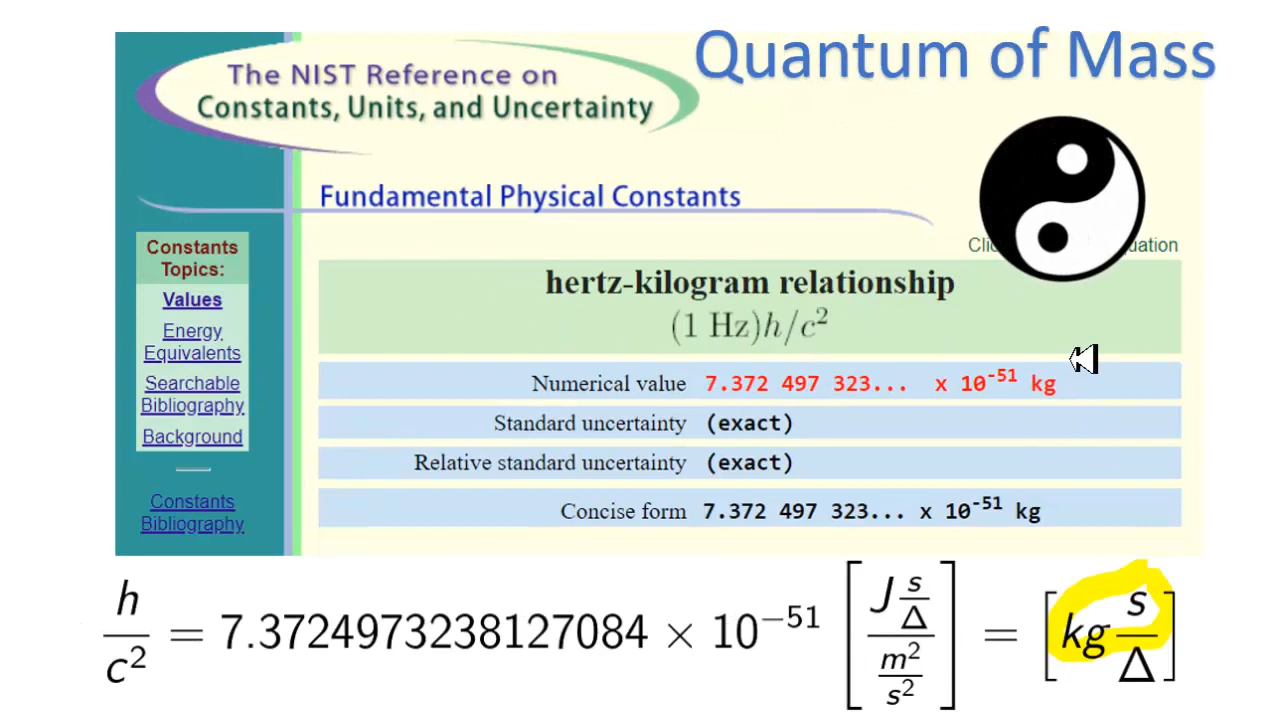 Quantum of Mass
The NIST Reference on
Constants, Units, and Uncertainty
Fundamental Physical Constants
Constants
Topics:
Values
Energy
Equivalents
Searchable
Bibliography
Background
Constants
Bibliography
hertz-kilogram relationship
(1 Hz)h/c²
Numerical value 7.372 497 323... x 10⁻⁵¹ kg
Standard uncertainty (exact)
Relative standard uncertainty (exact)
Concise form 7.372 497 323... x 10⁻⁵¹ kg
h/c² = 7.3724973238127084 × 10⁻⁵¹ [J s/Δ / m²/s²] = [kg s/Δ]